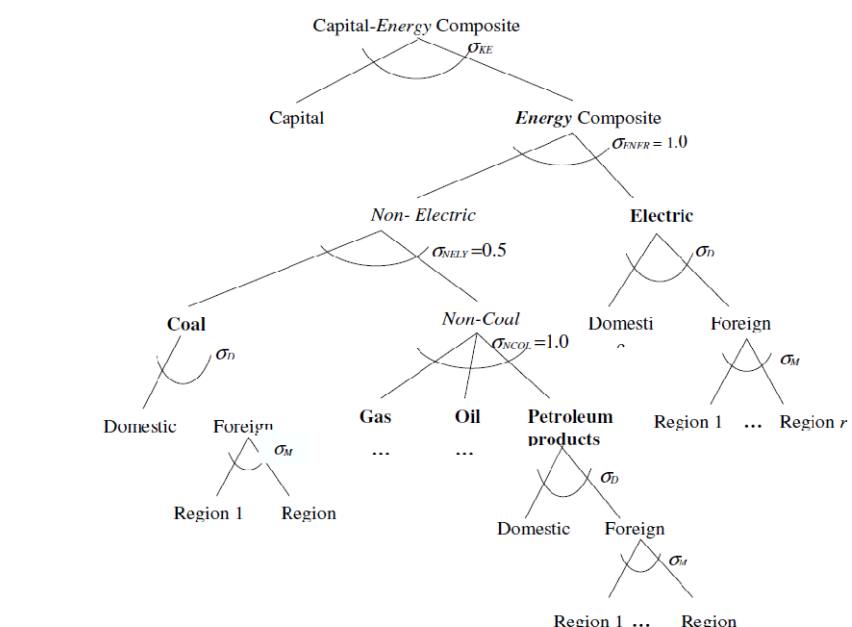 Capital-Energy Composite
σKE
Capital
Energy Composite
σENER = 1.0
Non- Electric
Electric
σNELY =0.5
σD
Coal
Non-Coal
Domesti
Foreign
σD
σNCOL =1.0
σM
Domestic
Foreign
Gas
Oil
Petroleum
products
Region 1 ... Region r
σM
...
...
σD
Region 1
Region
Domestic
Foreign
σM
Region 1 ... Region